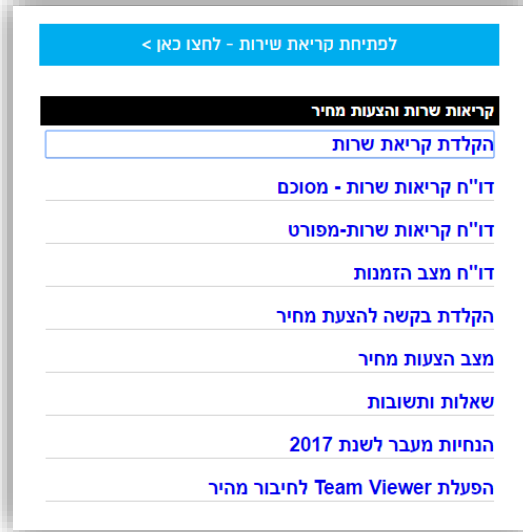 לפתיחת קריאת שירות - לחצו כאן >
קריאות שרות והצעות מחיר
הקלדת קריאת שרות
דו"ח קריאות שרות - מסוכם
דו"ח קריאות שרות-מפורט
דו"ח מצב הזמנות
הקלדת בקשה להצעת מחיר
מצב הצעות מחיר
שאלות ותשובות
הנחיות מעבר לשנת 2017
הפעלת Team Viewer לחיבור מהיר